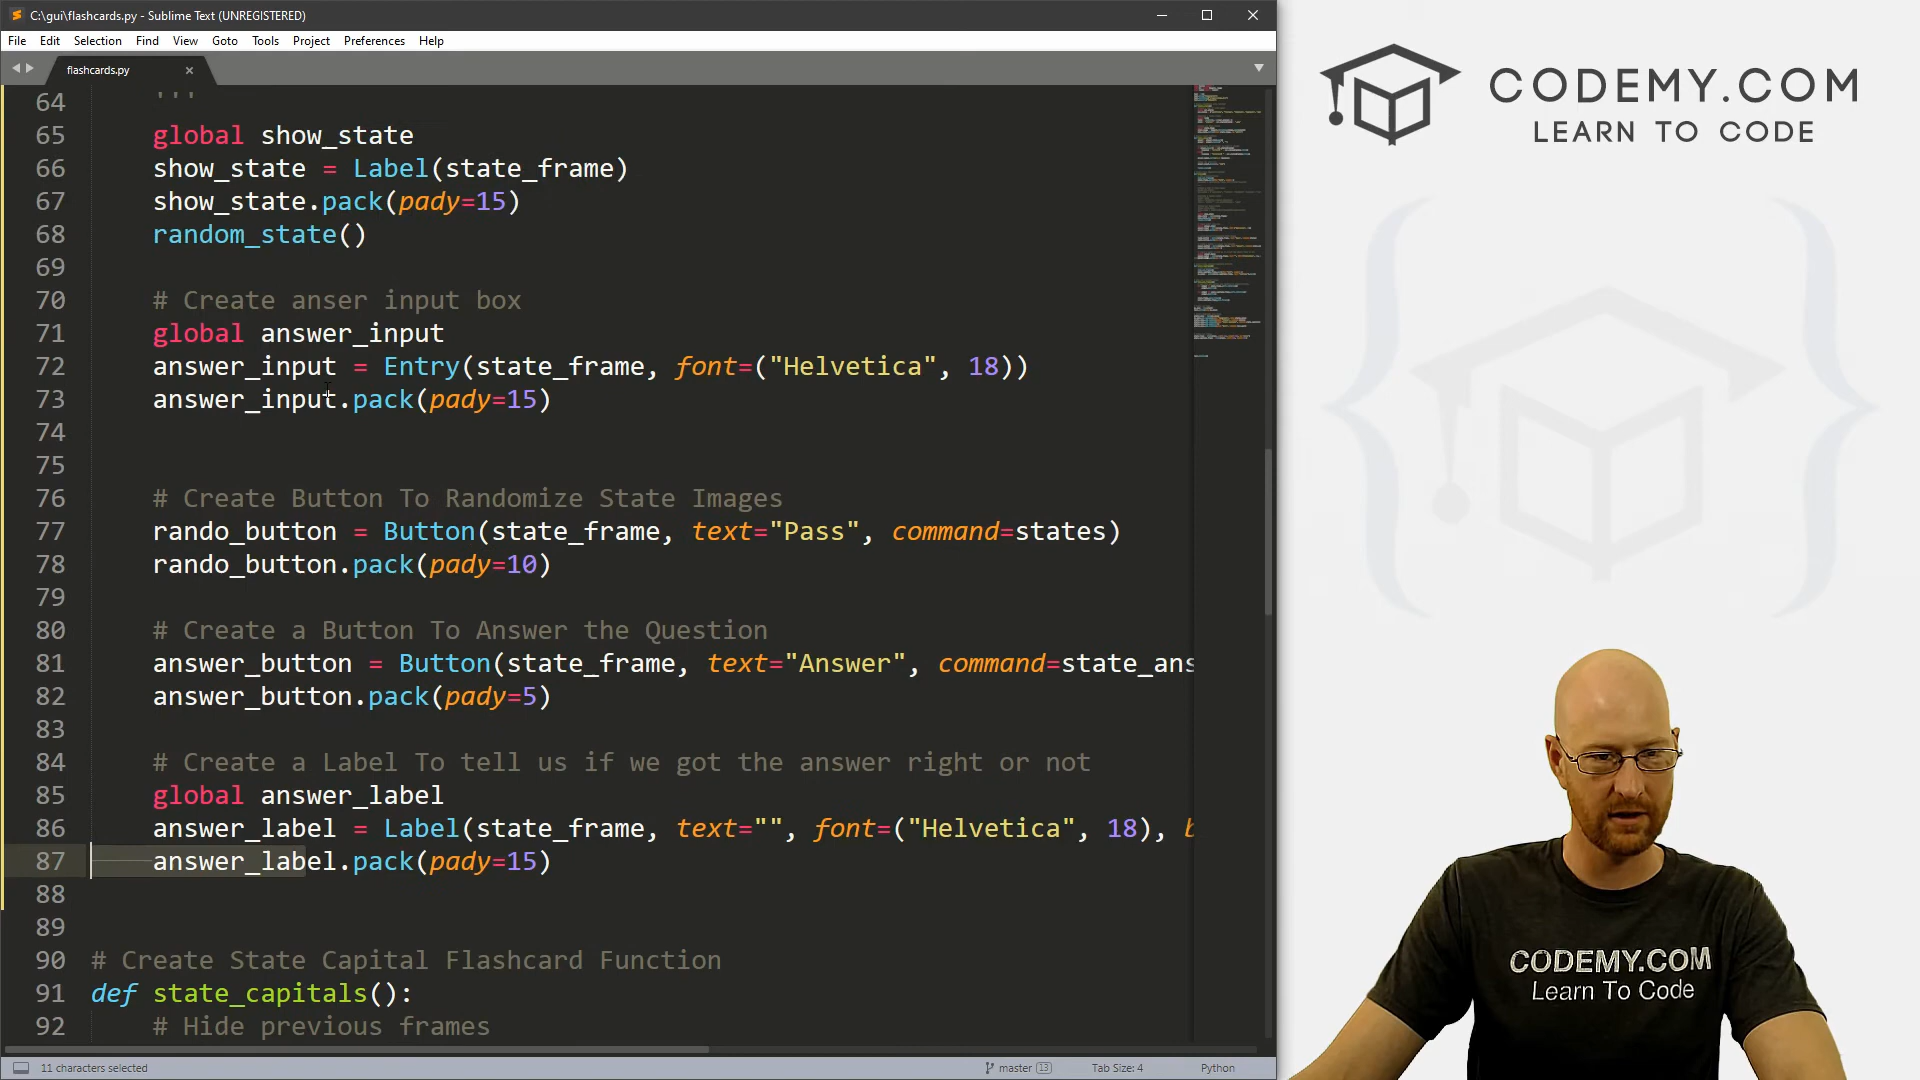 C:\gui\flashcards.py - Sublime Text (UNREGISTERED)
File Edit Selection Find View Goto Tools Project Preferences Help
flashcards.py
64 '''
65 global show_state
66 show_state = Label(state_frame)
67 show_state.pack(pady=15)
68 random_state()
69
70 # Create anser input box
71 global answer_input
72 answer_input = Entry(state_frame, font=("Helvetica", 18))
73 answer_input.pack(pady=15)
74
75
76 # Create Button To Randomize State Images
77 rando_button = Button(state_frame, text="Pass", command=states)
78 rando_button.pack(pady=10)
79
80 # Create a Button To Answer the Question
81 answer_button = Button(state_frame, text="Answer", command=state_ans
82 answer_button.pack(pady=5)
83
84 # Create a Label To tell us if we got the answer right or not
85 global answer_label
86 answer_label = Label(state_frame, text="", font=("Helvetica", 18), b
87 answer_label.pack(pady=15)
88
89
90 # Create State Capital Flashcard Function
91 def state_capitals():
92 # Hide previous frames
11 characters selected
master 13
Tab Size: 4
Python
CODEMY.COM
LEARN TO CODE
CODEMY.COM
Learn To Code